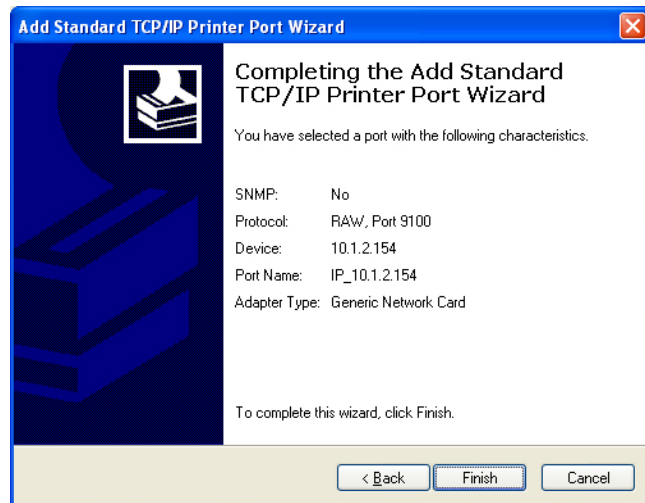 Add Standard TCP/IP Printer Port Wizard
Completing the Add Standard
TCP/IP Printer Port Wizard
You have selected a port with the following characteristics.
SNMP: No
Protocol: RAW, Port 9100
Device: 10.1.2.154
Port Name: IP_10.1.2.154
Adapter Type: Generic Network Card
To complete this wizard, click Finish.
< Back Finish Cancel